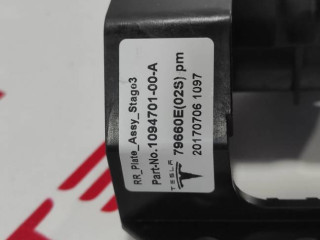 RR_Plate_Assy_Stage3
Part-No.1094701-00-A
79660E(02S) pm
20170706 1097
TESLA